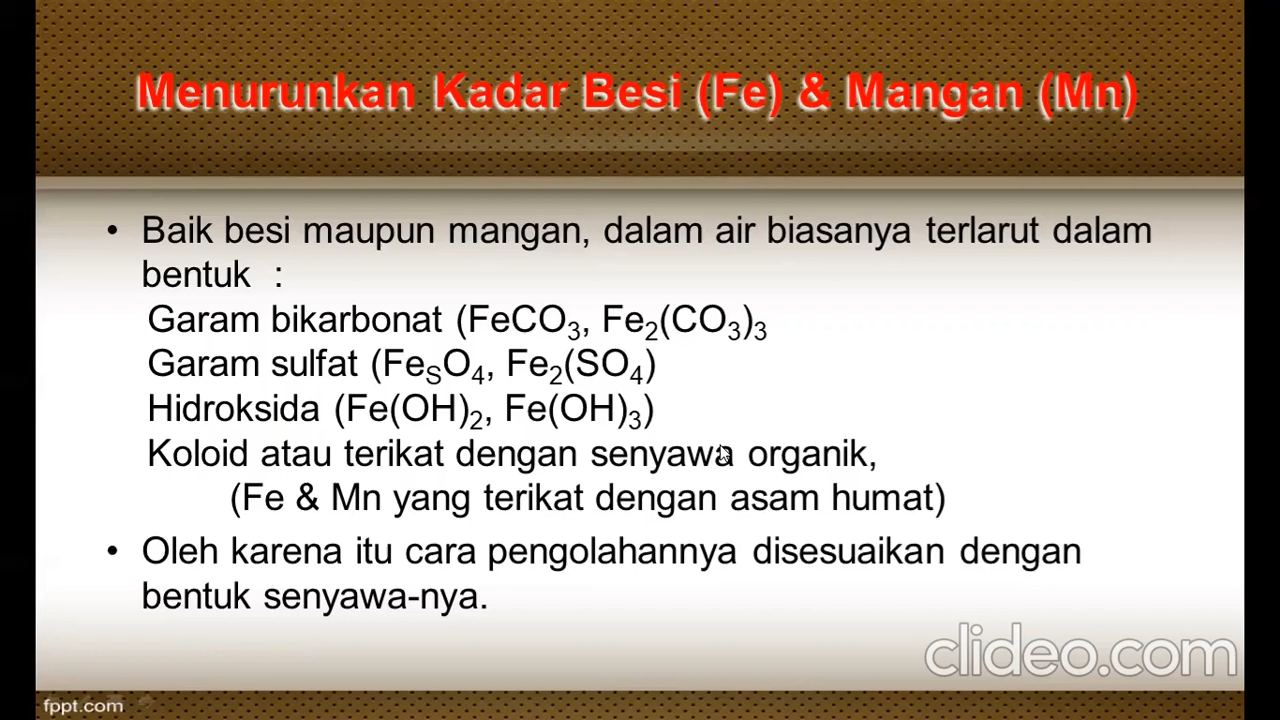 Menurunkan Kadar Besi (Fe) & Mangan (Mn)
• Baik besi maupun mangan, dalam air biasanya terlarut dalam
bentuk :
Garam bikarbonat (FeCO₃, Fe₂(CO₃)₃
Garam sulfat (FeₛO₄, Fe₂(SO₄)
Hidroksida (Fe(OH)₂, Fe(OH)₃)
Koloid atau terikat dengan senyawa organik,
(Fe & Mn yang terikat dengan asam humat)
• Oleh karena itu cara pengolahannya disesuaikan dengan
bentuk senyawa-nya.
clideo.com
fppt.com